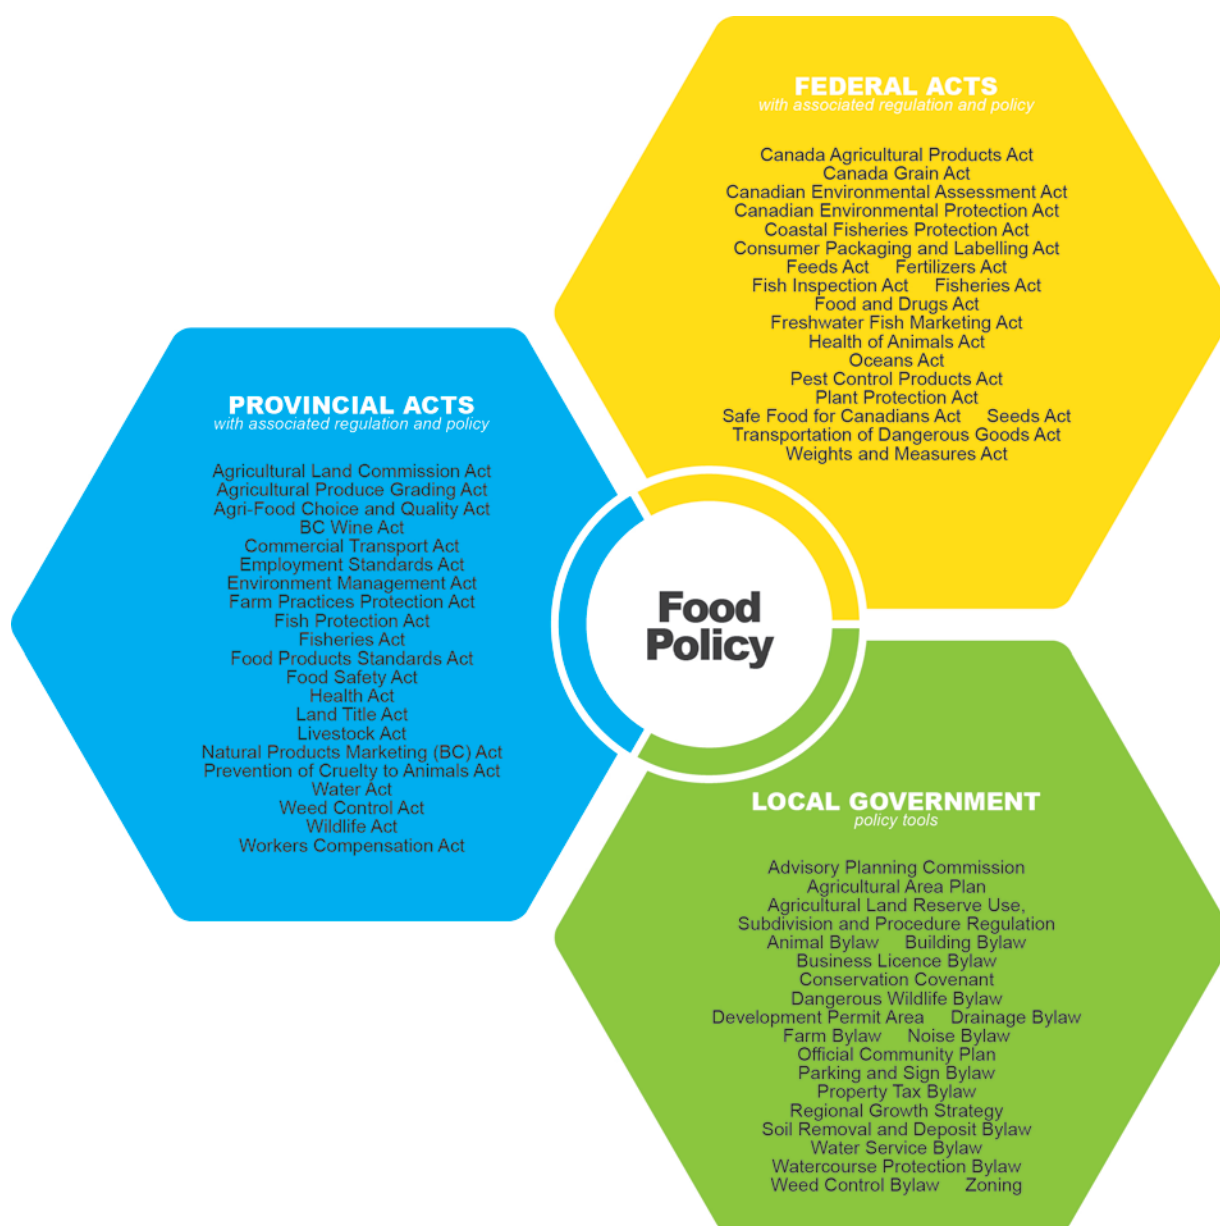 FEDERAL ACTS
with associated regulation and policy
Canada Agricultural Products Act
Canada Grain Act
Canadian Environmental Assessment Act
Canadian Environmental Protection Act
Coastal Fisheries Protection Act
Consumer Packaging and Labelling Act
Feeds Act Fertilizers Act
Fish Inspection Act Fisheries Act
Food and Drugs Act
Freshwater Fish Marketing Act
Health of Animals Act
Oceans Act
Pest Control Products Act
Plant Protection Act
Safe Food for Canadians Act Seeds Act
Transportation of Dangerous Goods Act
Weights and Measures Act
PROVINCIAL ACTS
with associated regulation and policy
Agricultural Land Commission Act
Agricultural Produce Grading Act
Agri-Food Choice and Quality Act
BC Wine Act
Commercial Transport Act
Employment Standards Act
Environment Management Act
Farm Practices Protection Act
Fish Protection Act
Fisheries Act
Food Products Standards Act
Food Safety Act
Health Act
Land Title Act
Livestock Act
Natural Products Marketing (BC) Act
Prevention of Cruelty to Animals Act
Water Act
Weed Control Act
Wildlife Act
Workers Compensation Act
Food
Policy
LOCAL GOVERNMENT
policy tools
Advisory Planning Commission
Agricultural Area Plan
Agricultural Land Reserve Use,
Subdivision and Procedure Regulation
Animal Bylaw Building Bylaw
Business Licence Bylaw
Conservation Covenant
Dangerous Wildlife Bylaw
Development Permit Area Drainage Bylaw
Farm Bylaw Noise Bylaw
Official Community Plan
Parking and Sign Bylaw
Property Tax Bylaw
Regional Growth Strategy
Soil Removal and Deposit Bylaw
Water Service Bylaw
Watercourse Protection Bylaw
Weed Control Bylaw Zoning